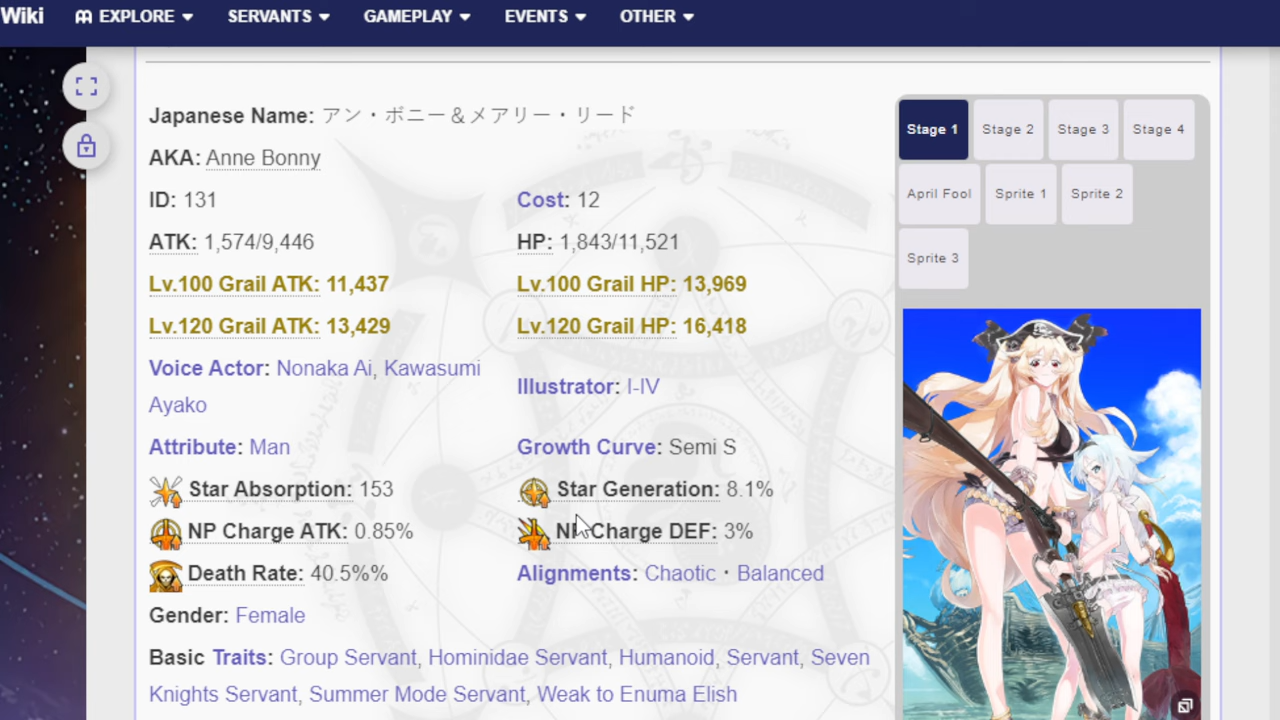 Wiki EXPLORE SERVANTS GAMEPLAY EVENTS OTHER
Japanese Name: アン・ボニー＆メアリー・リード
AKA: Anne Bonny
ID: 131 Cost: 12
ATK: 1,574/9,446 HP: 1,843/11,521
Lv.100 Grail ATK: 11,437 Lv.100 Grail HP: 13,969
Lv.120 Grail ATK: 13,429 Lv.120 Grail HP: 16,418
Voice Actor: Nonaka Ai, Kawasumi
Ayako
Illustrator: I-IV
Attribute: Man Growth Curve: Semi S
Star Absorption: 153 Star Generation: 8.1%
NP Charge ATK: 0.85% NP Charge DEF: 3%
Death Rate: 40.5%% Alignments: Chaotic・Balanced
Gender: Female
Basic Traits: Group Servant, Hominidae Servant, Humanoid, Servant, Seven
Knights Servant, Summer Mode Servant, Weak to Enuma Elish
Stage 1 Stage 2 Stage 3 Stage 4
April Fool Sprite 1 Sprite 2
Sprite 3